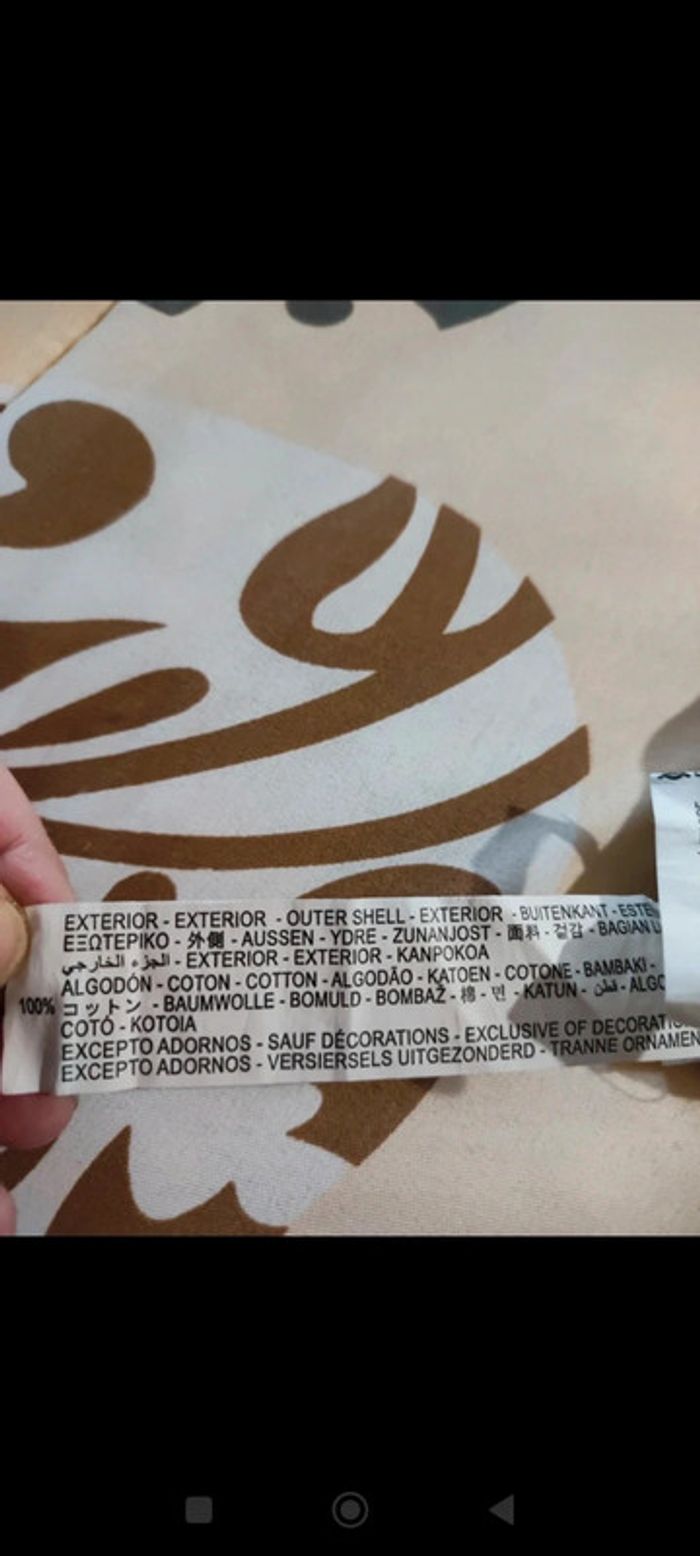 EXTERIOR - EXTERIOR - OUTER SHELL - EXTERIOR - BUITENKANT -
ΕΞΩΤΕΡΙΚΟ - 外側 - AUSSEN - YDRE - ZUNANJOST - 面料 - 겉감 - BAGIAN
الجزء الخارجي - EXTERIOR - EXTERIOR - KANPOKOA
ALGODÓN - COTON - COTTON - ALGODÃO - KATOEN - COTONE - BAMBAKI -
100% コットン - BAUMWOLLE - BOMULD - BOMBAŽ - 棉 - 면 - KATUN - قطن -
COTÓ - KOTOIA
EXCEPTO ADORNOS - SAUF DÉCORATIONS - EXCLUSIVE OF
EXCEPTO ADORNOS - VERSIERSELS UITGEZONDERD - TRANNE